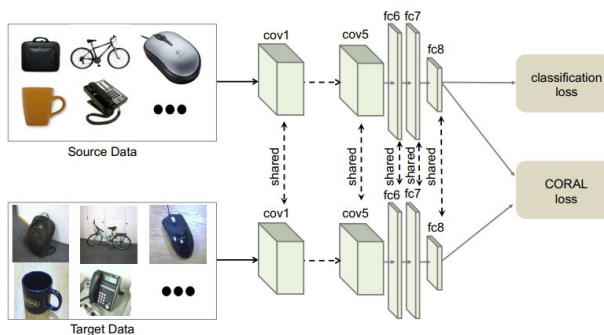 cov1
cov5
fc6
fc7
fc8
classification
loss
Source Data
shared
shared
shared
shared
shared
CORAL
loss
cov1
cov5
fc6
fc7
fc8
Target Data